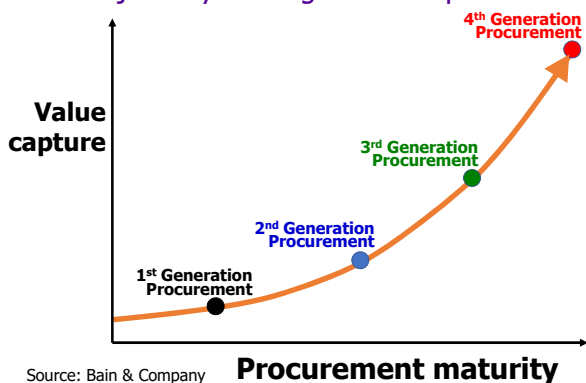 4th Generation
Procurement
Value
capture
3rd Generation
Procurement
2nd Generation
Procurement
1st Generation
Procurement
Source: Bain & Company
Procurement maturity